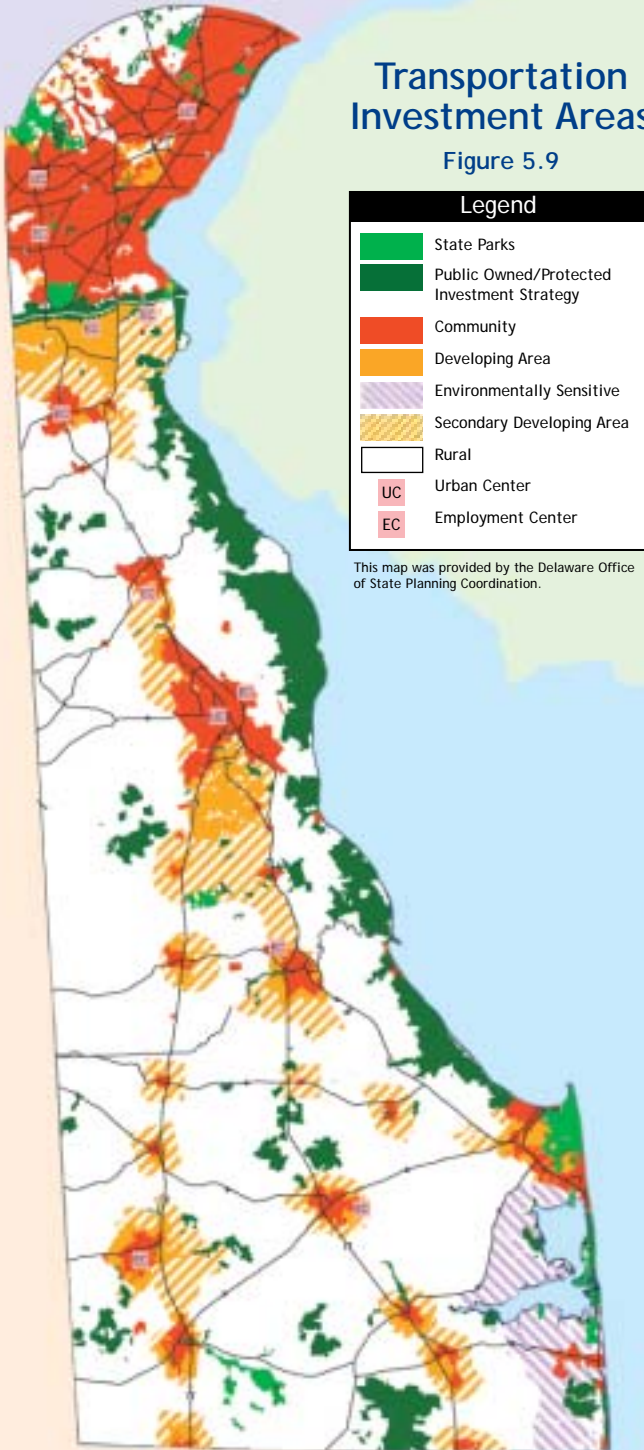 Transportation
Investment Areas
Figure 5.9
Legend
State Parks
Public Owned/Protected
Investment Strategy
Community
Developing Area
Environmentally Sensitive
Secondary Developing Area
Rural
UC Urban Center
EC Employment Center
This map was provided by the Delaware Office
of State Planning Coordination.